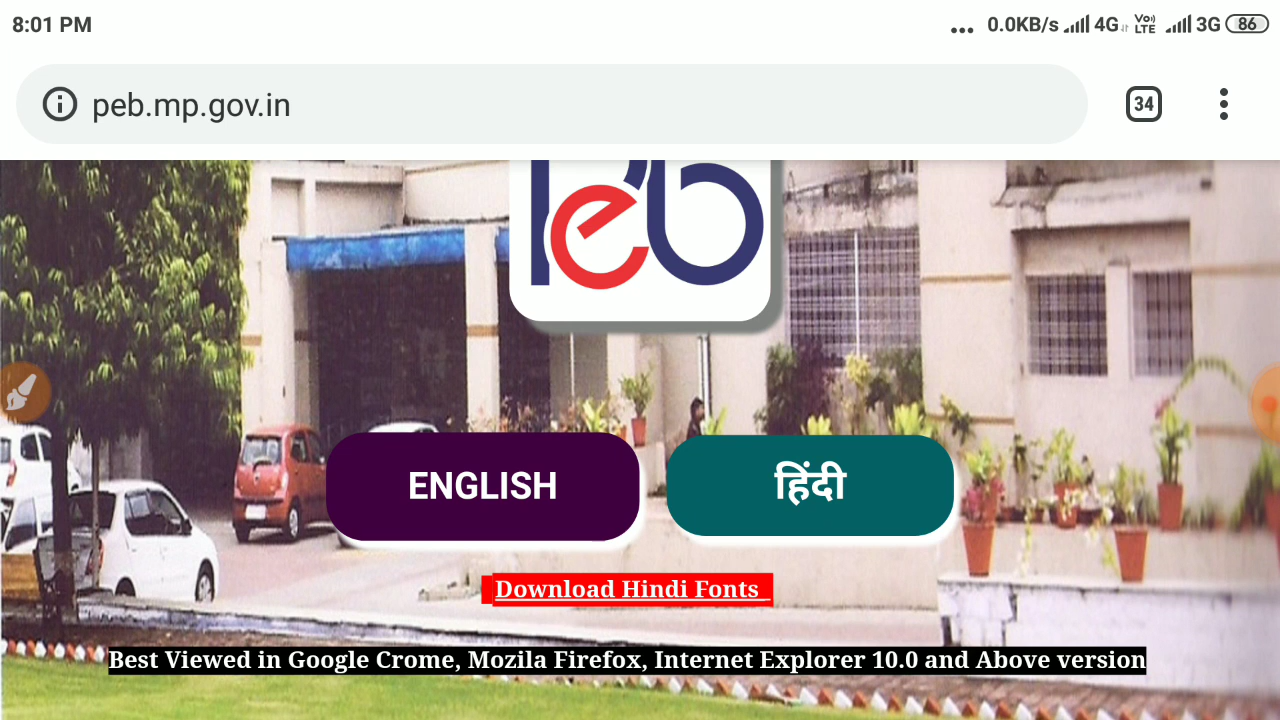 8:01 PM ... 0.0KB/s 4G Vo)) LTE 3G 86
peb.mp.gov.in 34
Peb
ENGLISH हिंदी
Download Hindi Fonts
Best Viewed in Google Crome, Mozila Firefox, Internet Explorer 10.0 and Above version